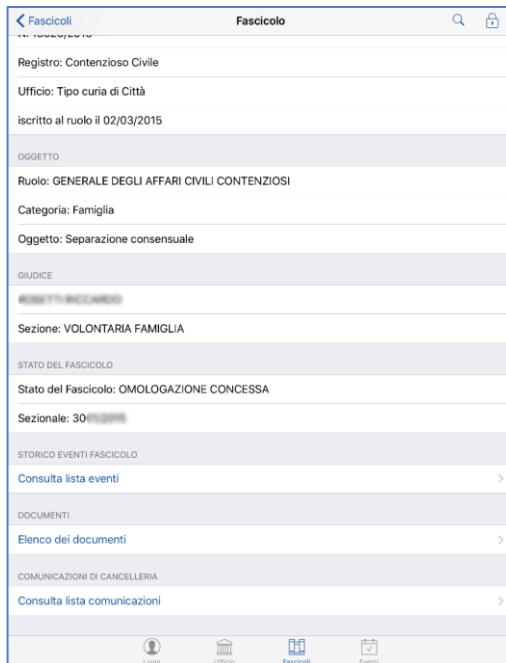 Fascicoli
Fascicolo
Registro: Contenzioso Civile
Ufficio: Tipo curia di Città
iscritto al ruolo il 02/03/2015
OGGETTO
Ruolo: GENERALE DEGLI AFFARI CIVILI CONTENZIOSI
Categoria: Famiglia
Oggetto: Separazione consensuale
GIUDICE
Sezione: VOLONTARIA FAMIGLIA
STATO DEL FASCICOLO
Stato del Fascicolo: OMOLOGAZIONE CONCESSA
Sezionale: 30
STORICO EVENTI FASCICOLO
Consulta lista eventi
DOCUMENTI
Elenco dei documenti
COMUNICAZIONI DI CANCELLERIA
Consulta lista comunicazioni
Login
Ufficio
Fascicoli
Eventi